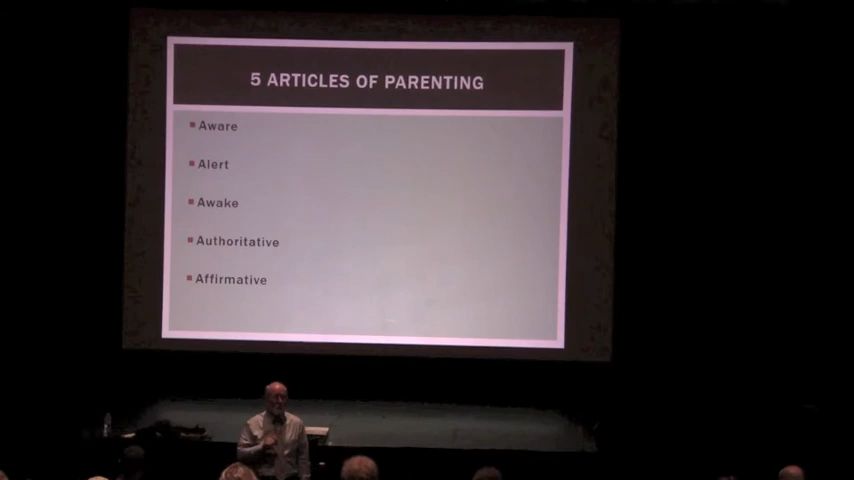 5 ARTICLES OF PARENTING
Aware
Alert
Awake
Authoritative
Affirmative